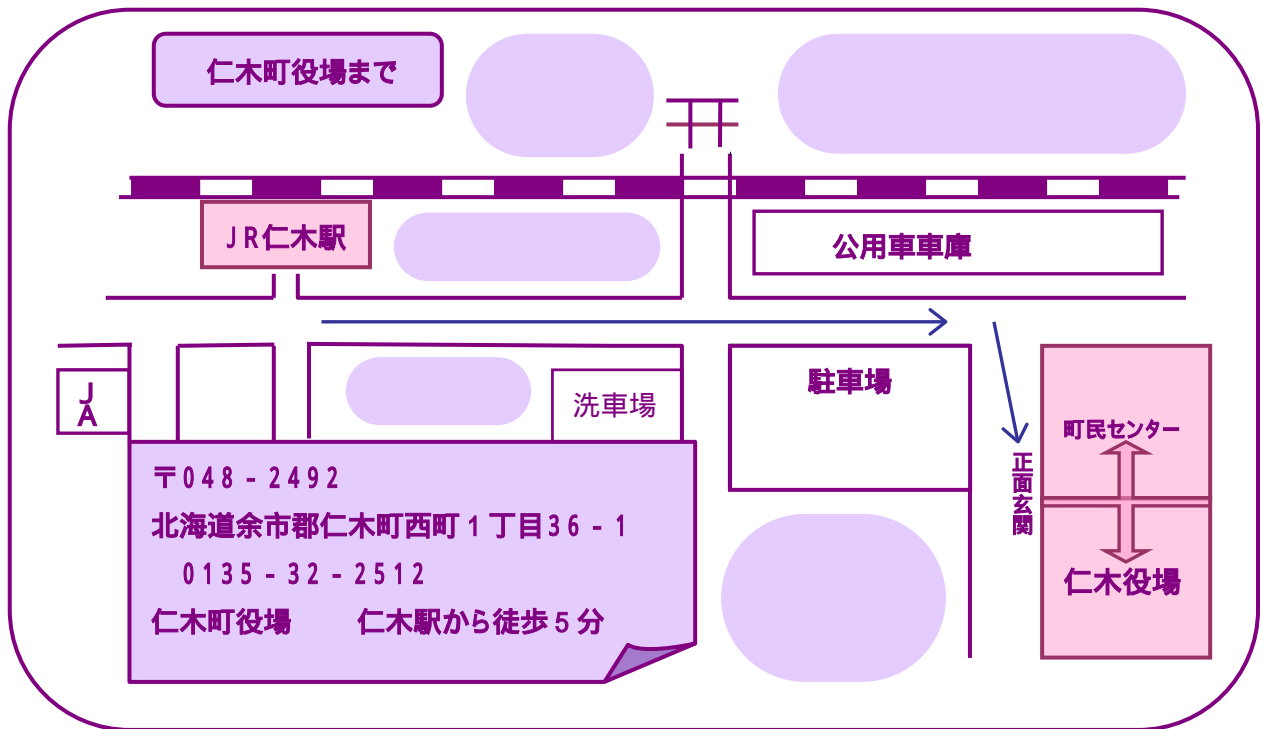 仁木町役場まで
JR仁木駅
公用車車庫
JA
洗車場
駐車場
町民センター
正面玄関
仁木役場
〒048－2492
北海道余市郡仁木町西町1丁目36－1
0135－32－2512
仁木町役場　　仁木駅から徒歩5分